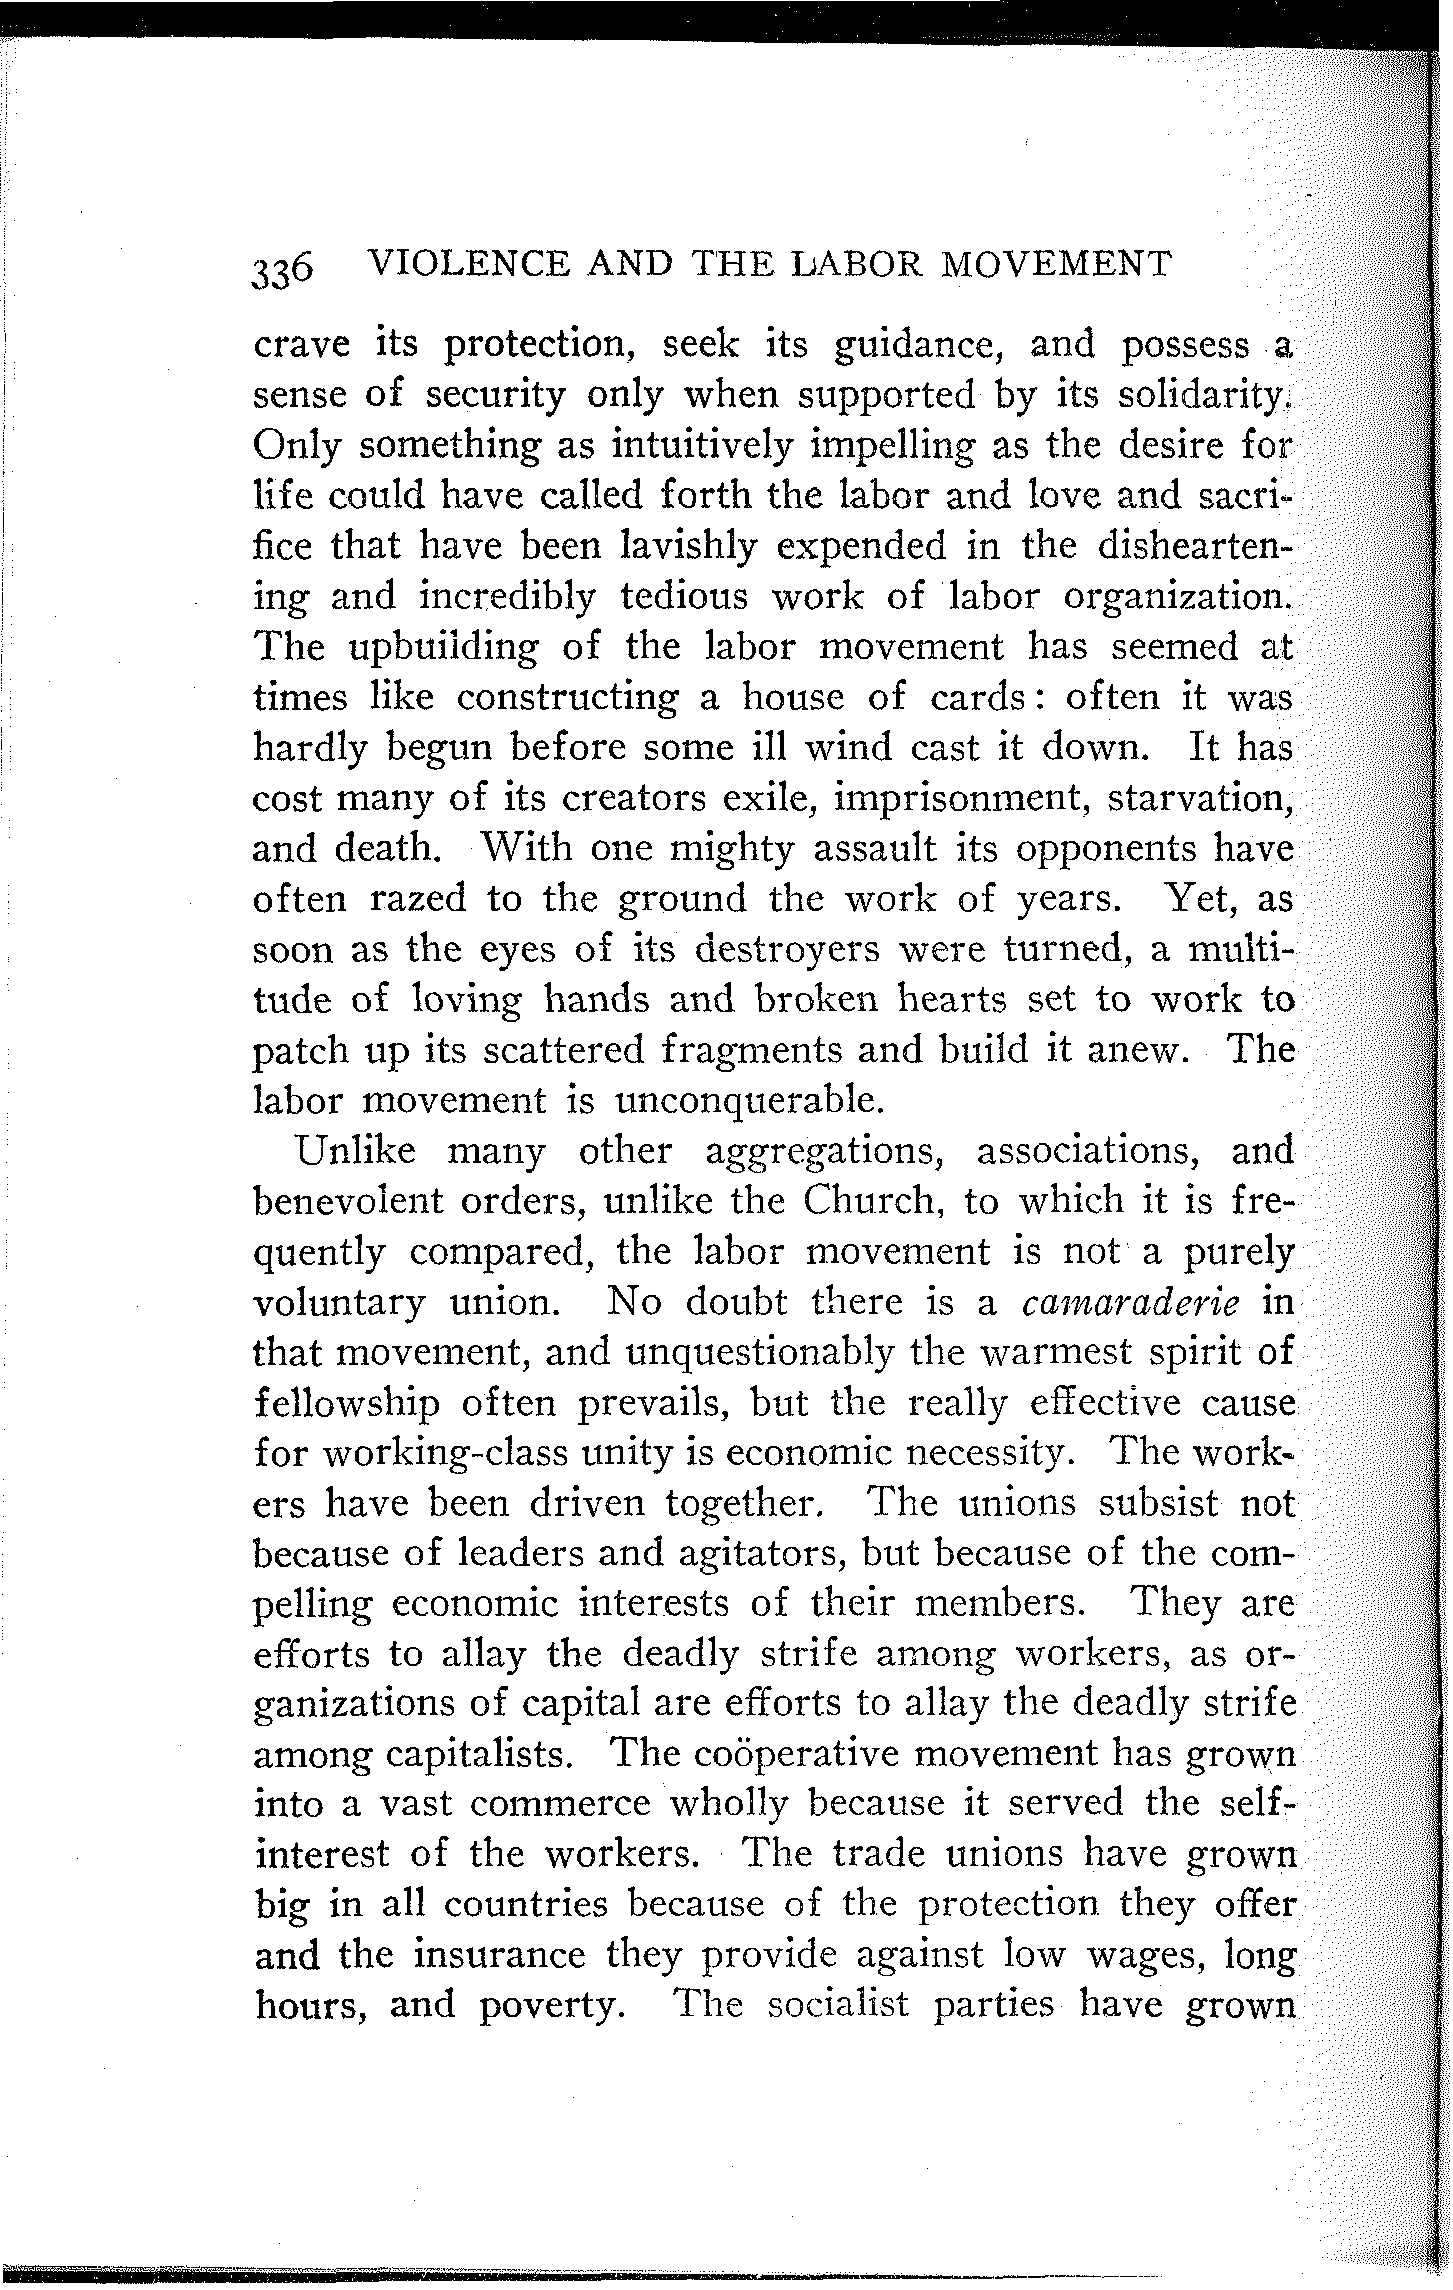 336 VIOLENCE AND THE LABOR MOVEMENT
crave its protection, seek its guidance, and possess a
sense of security only when supported by its solidarity.
Only something as intuitively impelling as the desire for
life could have called forth the labor and love and sacri-
fice that have been lavishly expended in the dishearten-
ing and incredibly tedious work of labor organization.
The upbuilding of the labor movement has seemed at
times like constructing a house of cards: often it was
hardly begun before some ill wind cast it down. It has
cost many of its creators exile, imprisonment, starvation,
and death. With one mighty assault its opponents have
often razed to the ground the work of years. Yet, as
soon as the eyes of its destroyers were turned, a multi-
tude of loving hands and broken hearts set to work to
patch up its scattered fragments and build it anew. The
labor movement is unconquerable.
Unlike many other aggregations, associations, and
benevolent orders, unlike the Church, to which it is fre-
quently compared, the labor movement is not a purely
voluntary union. No doubt there is a camaraderie in
that movement, and unquestionably the warmest spirit of
fellowship often prevails, but the really effective cause
for working-class unity is economic necessity. The work-
ers have been driven together. The unions subsist not
because of leaders and agitators, but because of the com-
pelling economic interests of their members. They are
efforts to allay the deadly strife among workers, as or-
ganizations of capital are efforts to allay the deadly strife
among capitalists. The coöperative movement has grown
into a vast commerce wholly because it served the self-
interest of the workers. The trade unions have grown
big in all countries because of the protection they offer
and the insurance they provide against low wages, long
hours, and poverty. The socialist parties have grown